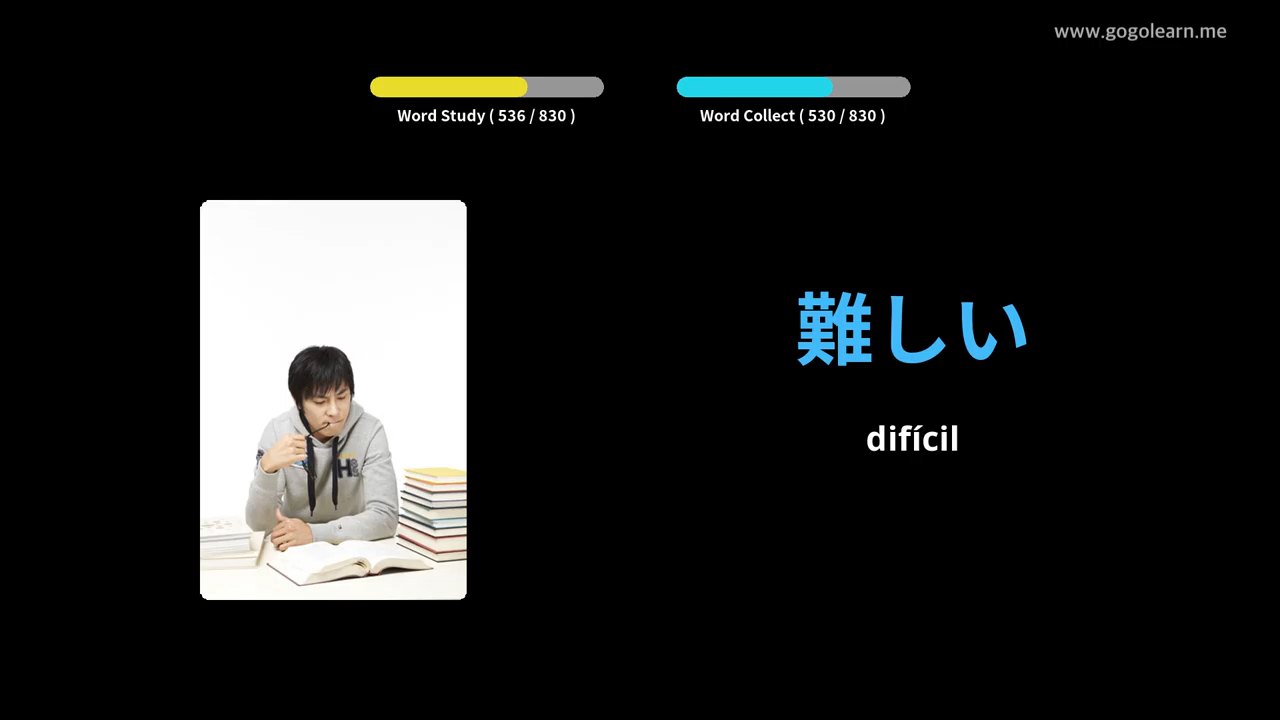 www.gogolearn.me
Word Study ( 536 / 830 )
Word Collect ( 530 / 830 )
難しい
difícil
H